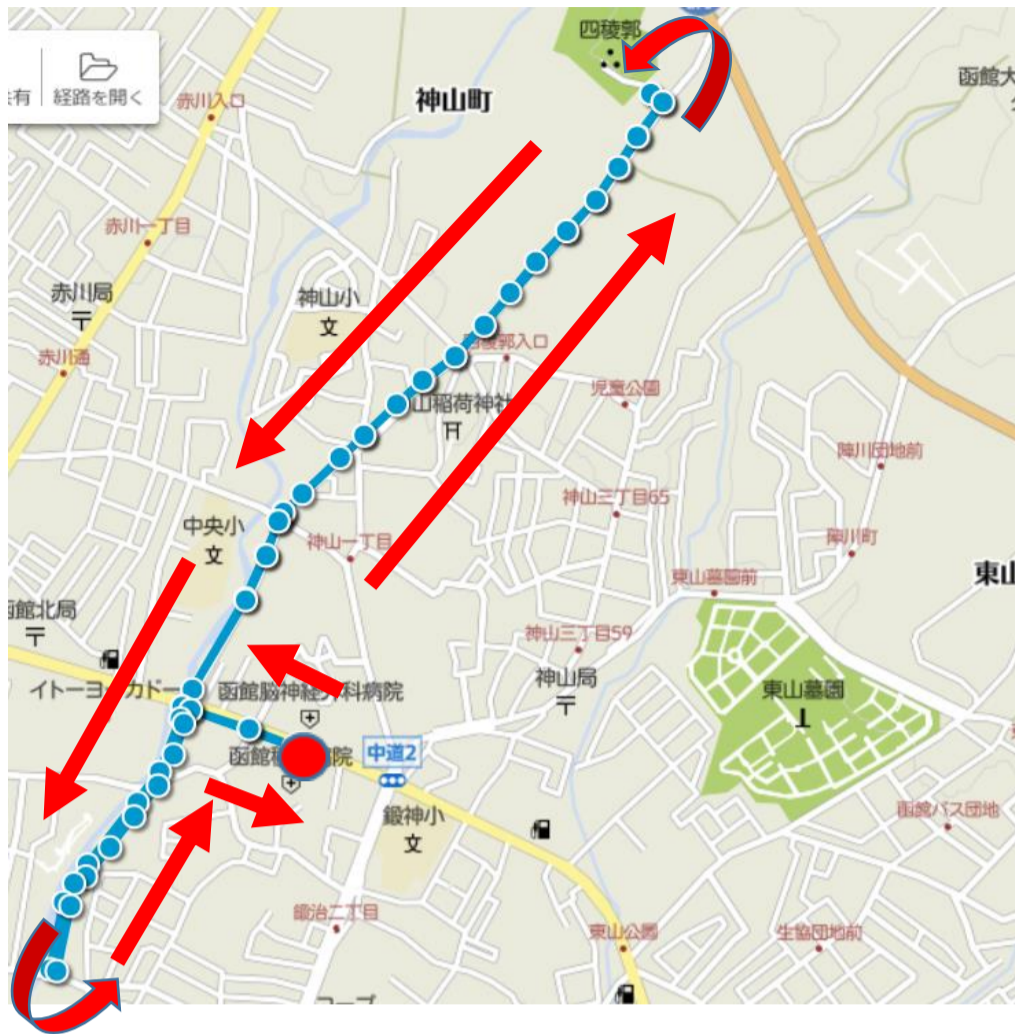 四稜郭
函館大
経路を開く
共有
赤川入口
神山町
赤川一丁目
赤川局
神山小
文
赤川通
四稜郭入口
児童公園
山稲荷神社
陣川団地前
神山三丁目65
中央小
文
神山一丁目
陣川町
東山墓園前
東山
函館北局
神山三丁目59
イトーヨーカドー
函館脳神経外科病院
神山局
東山墓園
中道2
鍛神小
文
函館バス団地
鍛治二丁目
東山公園
生協団地前
コープ